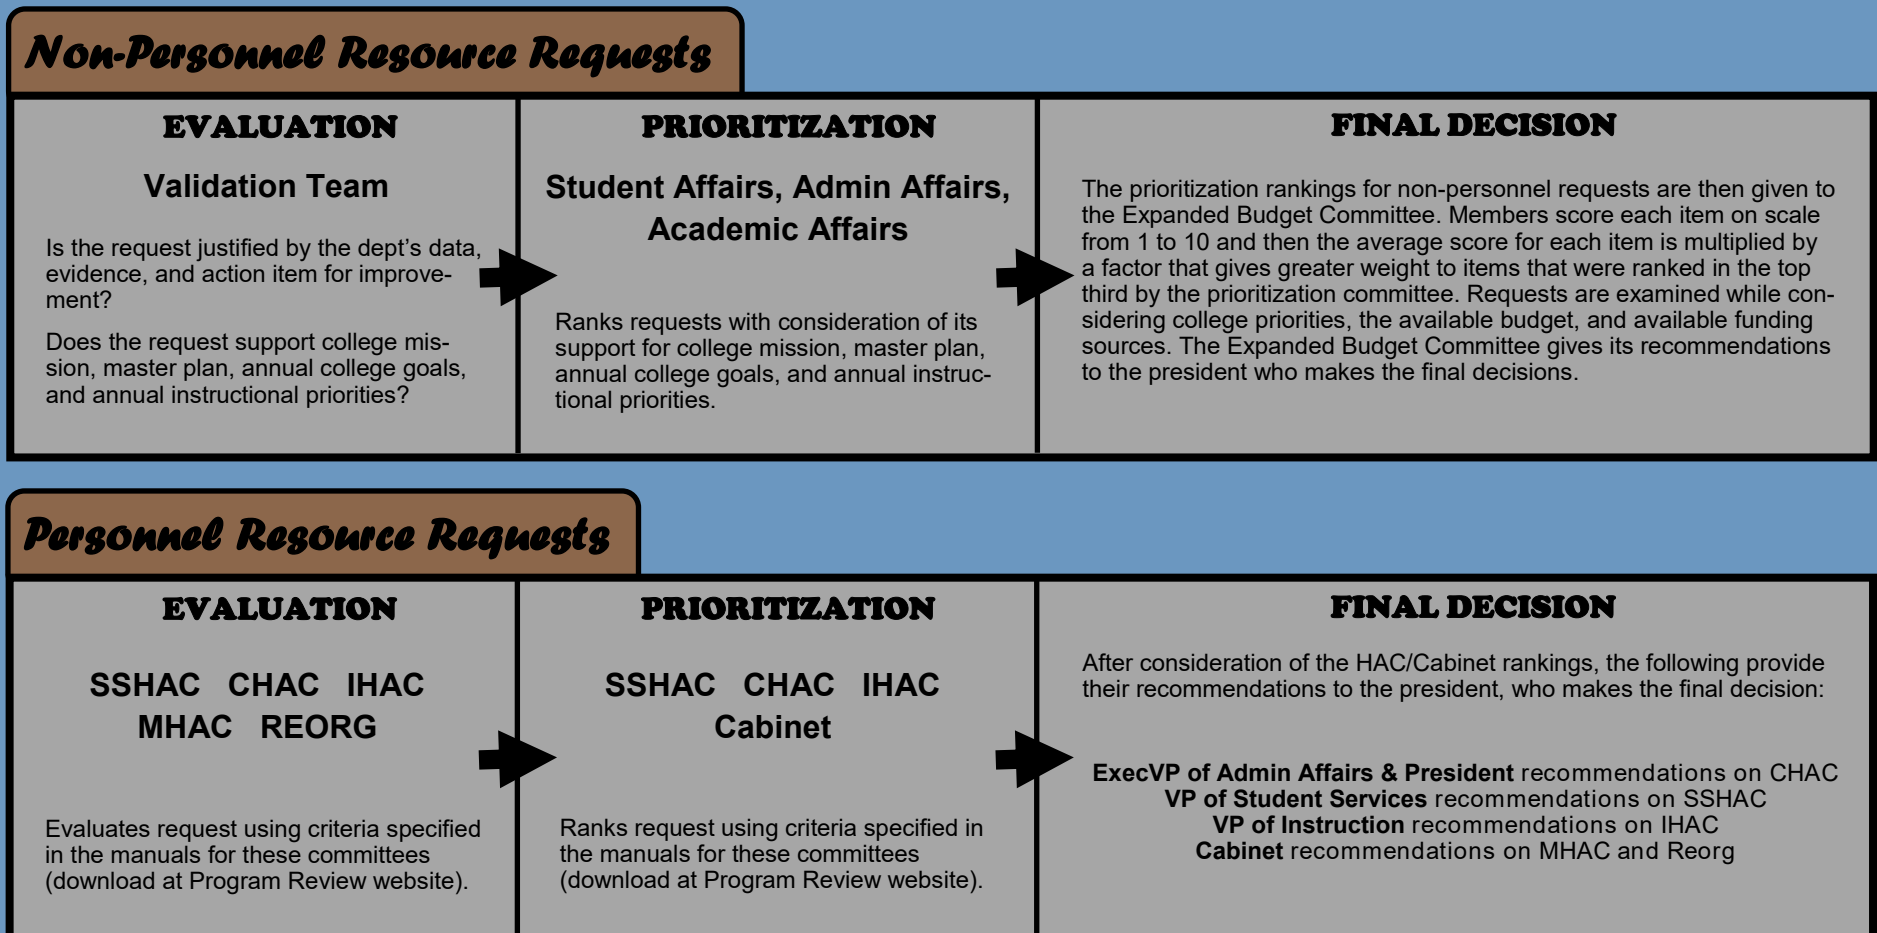 Non-Personnel Resource Requests
EVALUATION
Validation Team
Is the request justified by the dept's data,
evidence, and action item for improve-
ment?
Does the request support college mis-
sion, master plan, annual college goals,
and annual instructional priorities?
PRIORITIZATION
Student Affairs, Admin Affairs,
Academic Affairs
Ranks requests with consideration of its
support for college mission, master plan,
annual college goals, and annual instruc-
tional priorities.
FINAL DECISION
The prioritization rankings for non-personnel requests are then given to
the Expanded Budget Committee. Members score each item on scale
from 1 to 10 and then the average score for each item is multiplied by
a factor that gives greater weight to items that were ranked in the top
third by the prioritization committee. Requests are examined while con-
sidering college priorities, the available budget, and available funding
sources. The Expanded Budget Committee gives its recommendations
to the president who makes the final decisions.
Personnel Resource Requests
EVALUATION
SSHAC CHAC IHAC
MHAC REORG
Evaluates request using criteria specified
in the manuals for these committees
(download at Program Review website).
PRIORITIZATION
SSHAC CHAC IHAC
Cabinet
Ranks request using criteria specified in
the manuals for these committees
(download at Program Review website).
FINAL DECISION
After consideration of the HAC/Cabinet rankings, the following provide
their recommendations to the president, who makes the final decision:
ExecVP of Admin Affairs & President recommendations on CHAC
VP of Student Services recommendations on SSHAC
VP of Instruction recommendations on IHAC
Cabinet recommendations on MHAC and Reorg